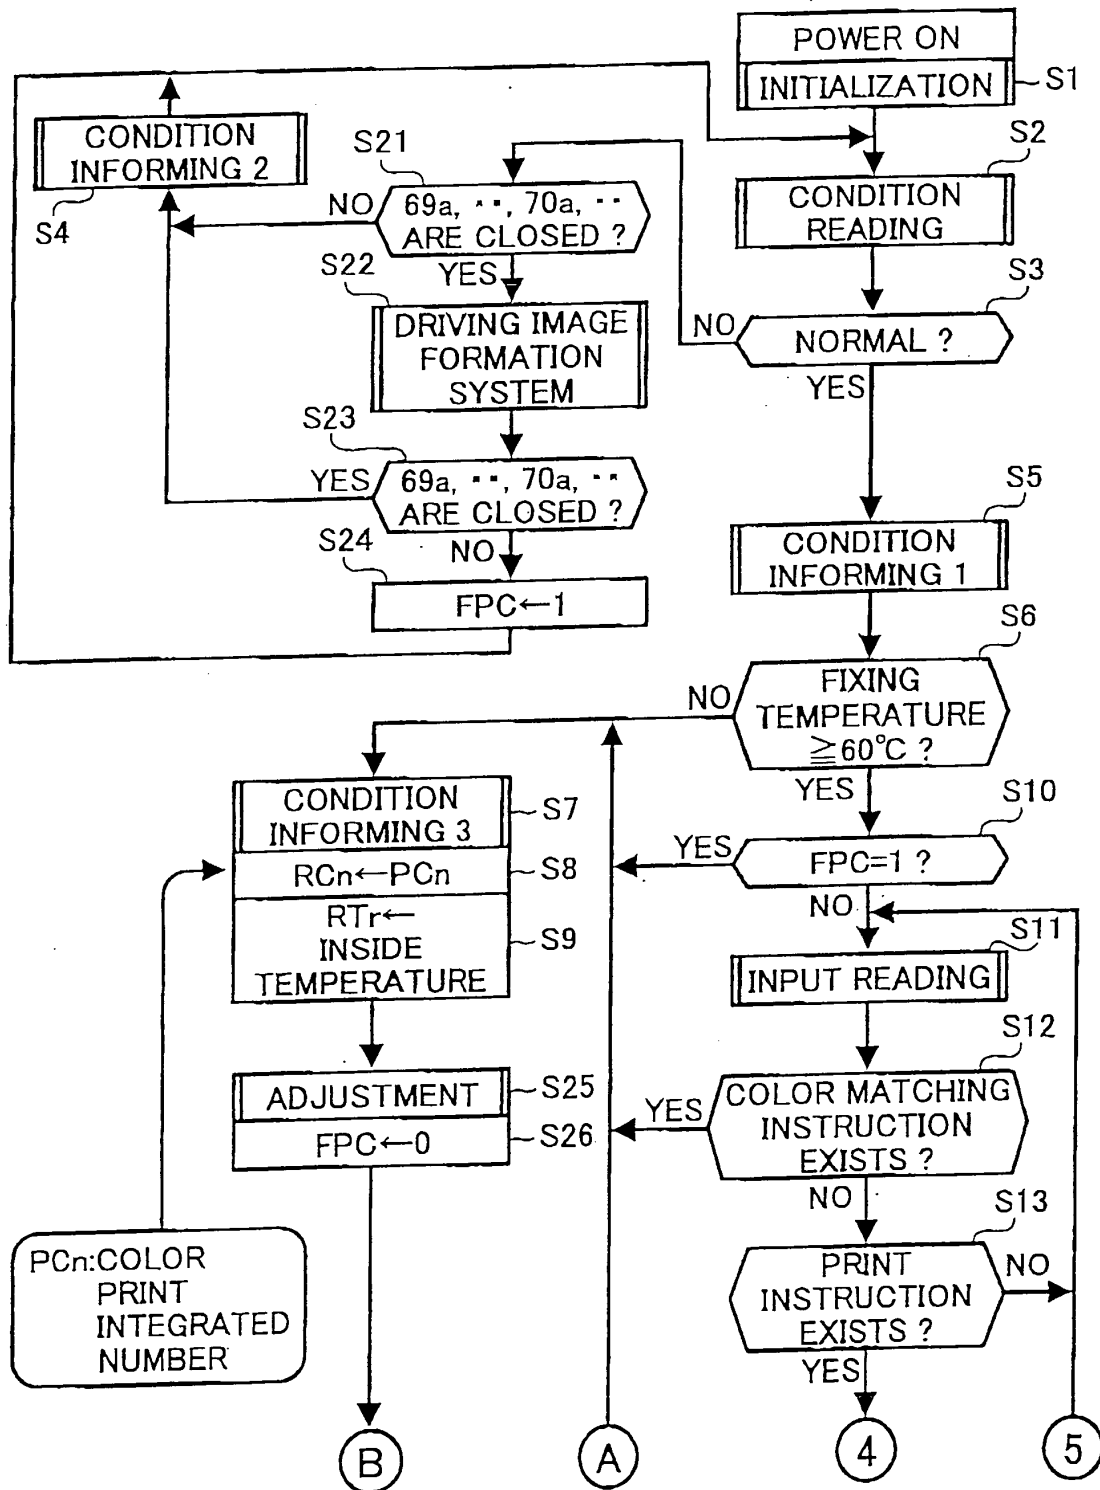 POWER ON
INITIALIZATION
S1
CONDITION
INFORMING 2
S4
S21
69a, ··, 70a, ··
ARE CLOSED ?
NO
YES
S2
CONDITION
READING
S3
NORMAL ?
NO
YES
S22
DRIVING IMAGE
FORMATION
SYSTEM
S23
69a, ··, 70a, ··
ARE CLOSED ?
YES
NO
S24
FPC←1
S5
CONDITION
INFORMING 1
S6
FIXING
TEMPERATURE
≧60°C ?
NO
YES
CONDITION
INFORMING 3
S7
RCn←PCn
S8
RTr←
INSIDE
TEMPERATURE
S9
S10
FPC=1 ?
YES
NO
S11
INPUT READING
S12
COLOR MATCHING
INSTRUCTION
EXISTS ?
YES
NO
ADJUSTMENT
S25
FPC←0
S26
S13
PRINT
INSTRUCTION
EXISTS ?
NO
YES
PCn:COLOR
PRINT
INTEGRATED
NUMBER
B
A
4
5